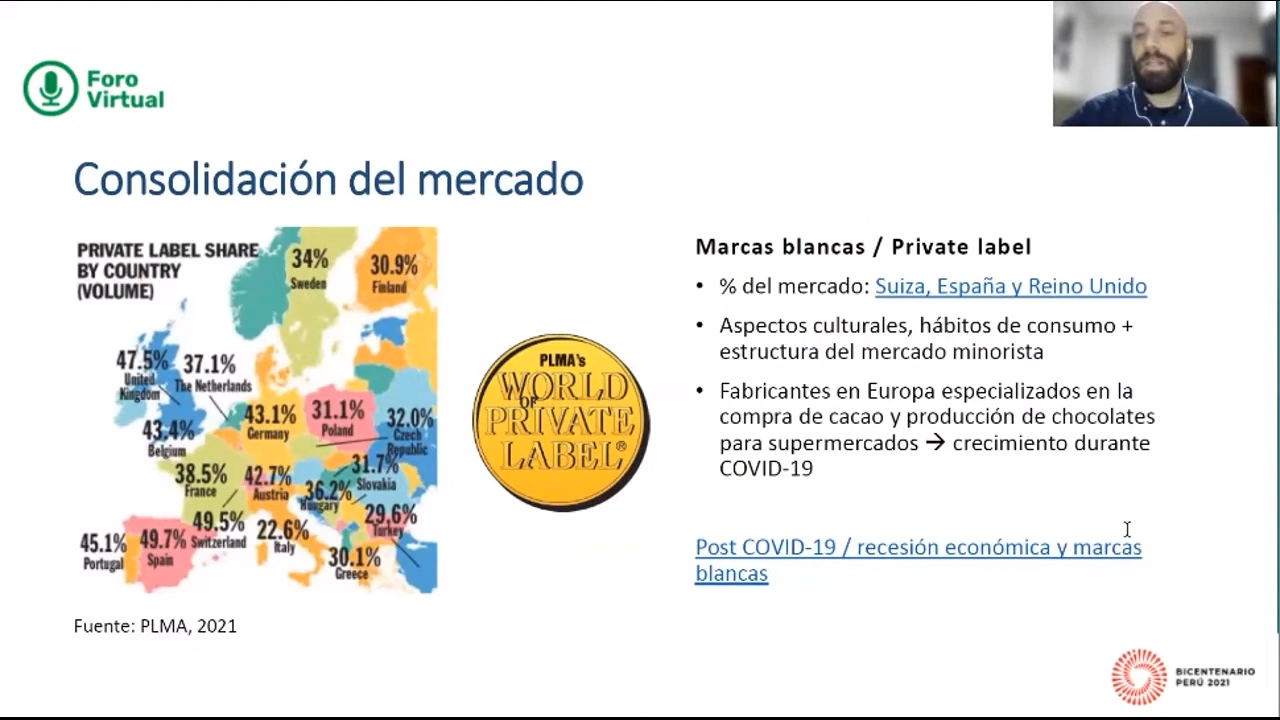 Foro
Virtual
Consolidación del mercado
PRIVATE LABEL SHARE
BY COUNTRY
(VOLUME)
34%
Sweden
30.9%
Finland
47.5%
United
Kingdom
37.1%
The Netherlands
43.1%
Germany
31.1%
Poland
32.0%
Czech
Republic
43.4%
Belgium
38.5%
France
42.7%
Austria
31.7%
Slovakia
36.2%
Hungary
49.5%
Switzerland
22.6%
Italy
29.6%
Turkey
45.1%
Portugal
49.7%
Spain
30.1%
Greece
Fuente: PLMA, 2021
PLMA's
WORLD
OF
PRIVATE
LABEL®
Marcas blancas / Private label
• % del mercado: Suiza, España y Reino Unido
• Aspectos culturales, hábitos de consumo +
estructura del mercado minorista
• Fabricantes en Europa especializados en la
compra de cacao y producción de chocolates
para supermercados → crecimiento durante
COVID-19
Post COVID-19 / recesión económica y marcas
blancas
BICENTENARIO
PERÚ 2021